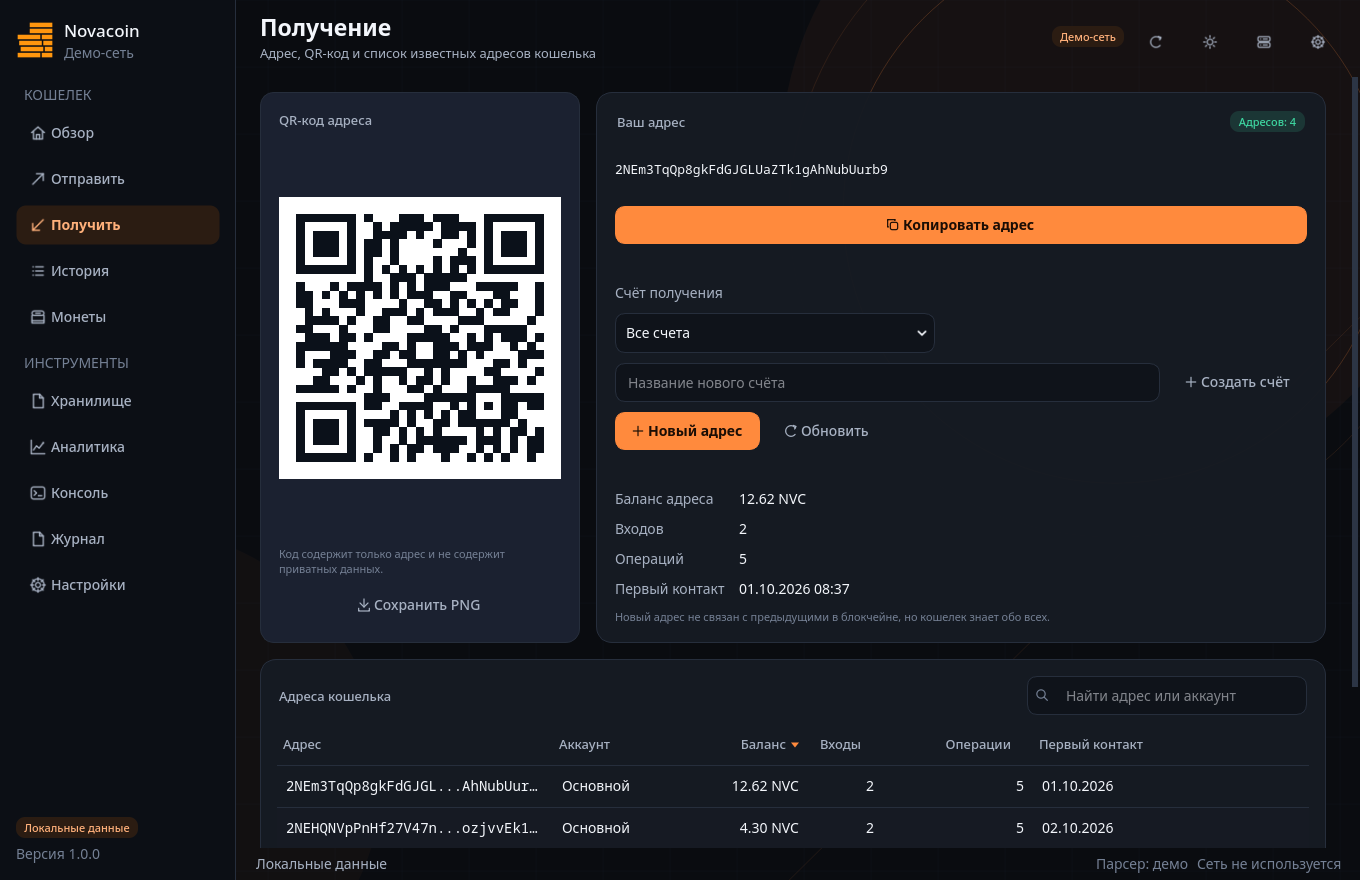 Novacoin
Демо-сеть
КОШЕЛЕК
Обзор
Отправить
Получить
История
Монеты
ИНСТРУМЕНТЫ
Хранилище
Аналитика
Консоль
Журнал
Настройки
Локальные данные
Версия 1.0.0
Получение
Адрес, QR-код и список известных адресов кошелька
Демо-сеть
QR-код адреса
Код содержит только адрес и не содержит
приватных данных.
Сохранить PNG
Ваш адрес
Адресов: 4
2NEm3TqQp8gkFdGJGLUaZTk1gAhNubUurb9
Копировать адрес
Счёт получения
Все счета
Название нового счёта
Создать счёт
Новый адрес
Обновить
Баланс адреса 12.62 NVC
Входов 2
Операций 5
Первый контакт 01.10.2026 08:37
Новый адрес не связан с предыдущими в блокчейне, но кошелек знает обо всех.
Адреса кошелька
Найти адрес или аккаунт
Адрес Аккаунт Баланс Входы Операции Первый контакт
2NEm3TqQp8gkFdGJGL...AhNubUur… Основной 12.62 NVC 2 5 01.10.2026
2NEHQNVpPnHf27V47n...ozjvvEk1… Основной 4.30 NVC 2 5 02.10.2026
Локальные данные
Парсер: демо Сеть не используется